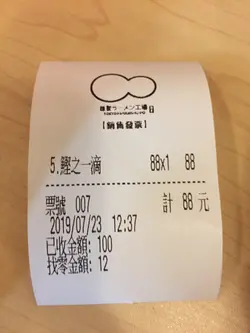 【銷售發票】
5.鰹之一滴 88x1 88
票號 007 計 88 元
2019/07/23 12:37
已收金額: 100
找零金額: 12